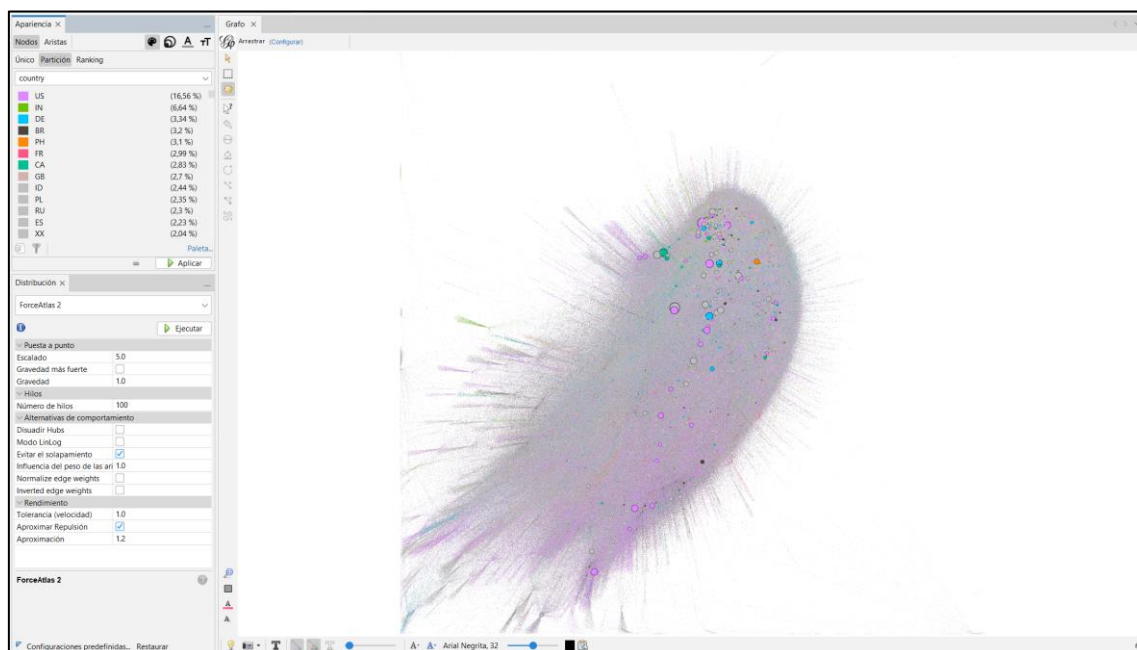 Apariencia ×
Nodos Aristas
Único Partición Ranking
country
US (16,56 %)
IN (6,64 %)
DE (3,34 %)
BR (3,2 %)
PH (3,1 %)
FR (2,99 %)
CA (2,83 %)
GB (2,7 %)
ID (2,44 %)
PL (2,35 %)
RU (2,3 %)
ES (2,23 %)
XX (2,04 %)
Paleta...
Aplicar
Distribución ×
ForceAtlas 2
Ejecutar
Puesta a punto
Escalado 5.0
Gravedad más fuerte
Gravedad 1.0
Hilos
Número de hilos 100
Alternativas de comportamiento
Disuadir Hubs
Modo LinLog
Evitar el solapamiento
Influencia del peso de las ari 1.0
Normalize edge weights
Inverted edge weights
Rendimiento
Tolerancia (velocidad) 1.0
Aproximar Repulsión
Aproximación 1.2
ForceAtlas 2
Configuraciones predefinidas... Restaurar
Grafo ×
Arrastrar (Configurar)
A
A
T T A- A- Arial Negrita, 32